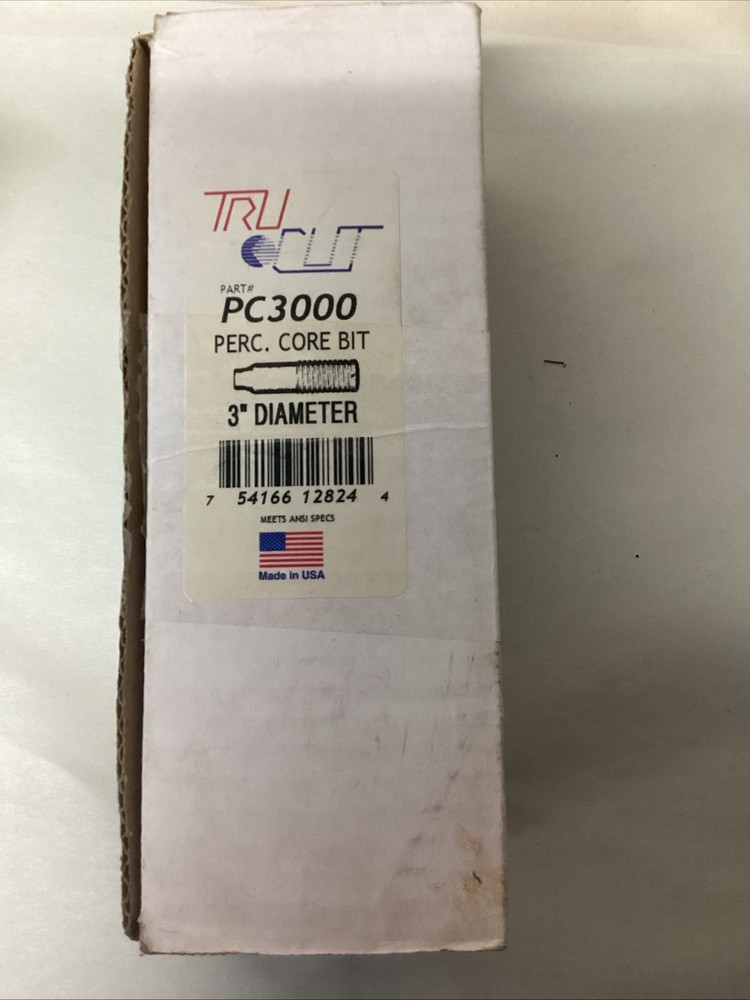 TRU
CUT
PART#
PC3000
PERC. CORE BIT
3" DIAMETER
7 54166 12824 4
MEETS ANSI SPECS
Made in USA